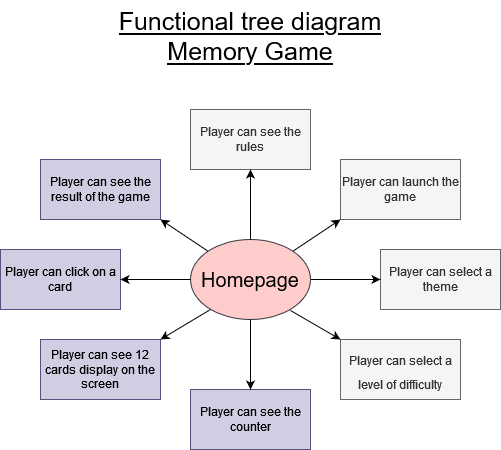 Functional tree diagram
Memory Game
Player can see the
rules
Player can see the
result of the game
Player can launch the
game
Player can click on a
card
Homepage
Player can select a
theme
Player can see 12
cards display on the
screen
Player can select a
level of difficulty
Player can see the
counter